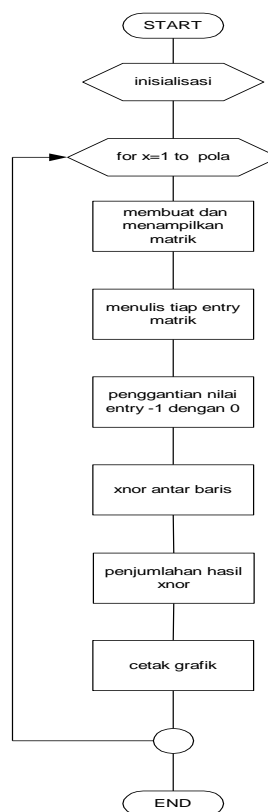 START
inisialisasi
for x=1 to pola
membuat dan
menampilkan
matrik
menulis tiap entry
matrik
penggantian nilai
entry -1 dengan 0
xnor antar baris
penjumlahan hasil
xnor
cetak grafik
END